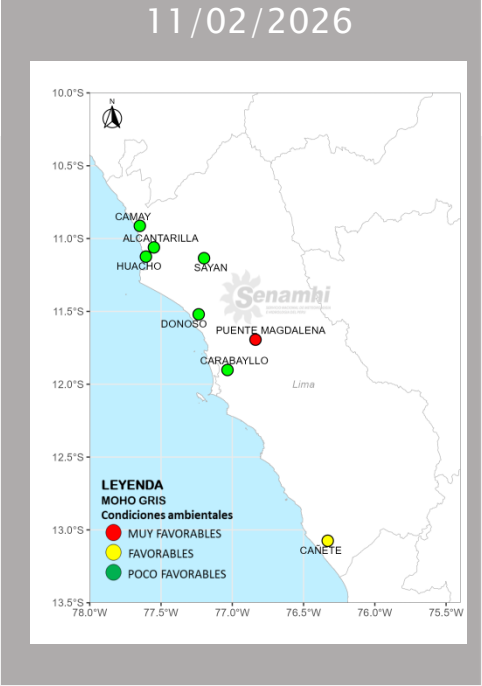 11/02/2026
10.0°S
N
10.5°S
CAMAY
11.0°S
ALCANTARILLA
HUACHO
SAYAN
Senamhi
11.5°S
DONOSO
PUENTE MAGDALENA
CARABAYLLO
12.0°S
Lima
12.5°S
LEYENDA
MOHO GRIS
Condiciones ambientales
13.0°S
MUY FAVORABLES
FAVORABLES
CAÑETE
POCO FAVORABLES
13.5°S
78.0°W 77.5°W 77.0°W 76.5°W 76.0°W 75.5°W